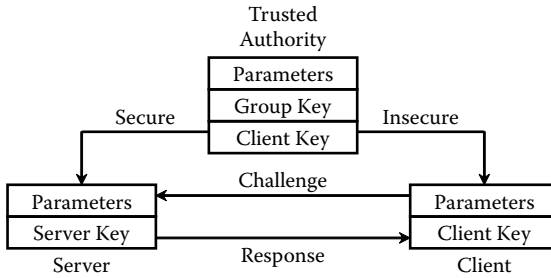 Trusted
Authority
Parameters
Group Key
Client Key
Secure
Insecure
Challenge
Parameters
Server Key
Server
Response
Parameters
Client Key
Client